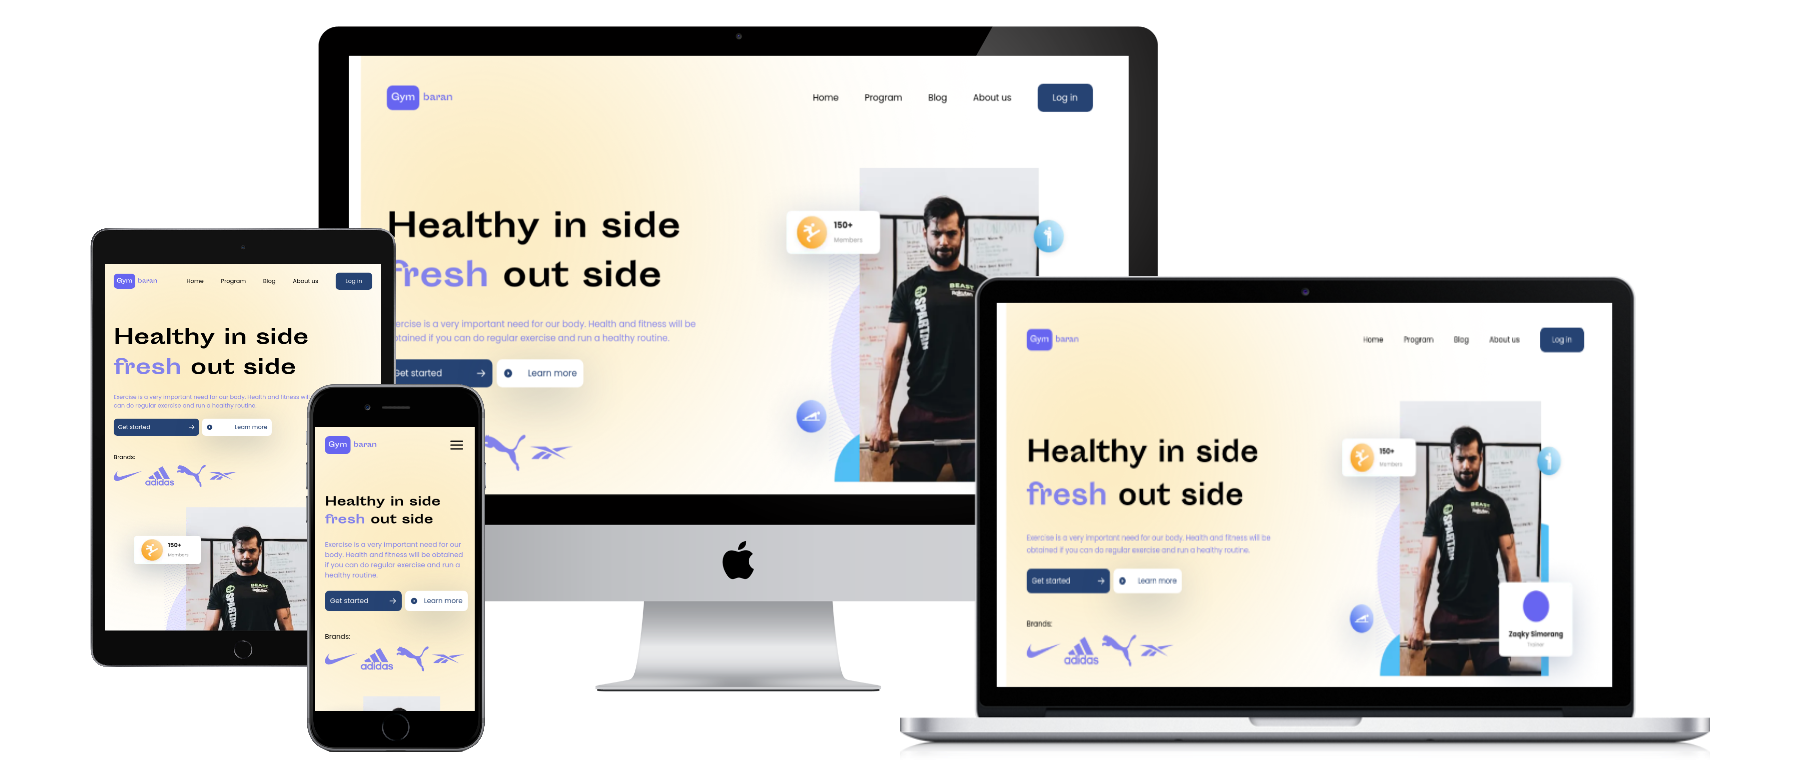 Gym baran
Home Program Blog About us Log in
Healthy in side
fresh out side
ercise is a very important need for our body. Health and fitness will be
tained if you can do regular exercise and run a healthy routine.
Get started Learn more
150+
Members
BEAST
SPARTAN
Gym baran
Home Program Blog About us Log in
Healthy in side
fresh out side
Exercise is a very important need for our body. Health and fitness will
can do regular exercise and run a healthy routine.
Get started Learn more
Brands:
adidas
150+
Members
BEAST
SPARTAN
Gym baran
Healthy in side
fresh out side
Exercise is a very important need for our
body. Health and fitness will be obtained
if you can do regular exercise and run a
healthy routine.
Get started Learn more
Brands:
adidas
Gym baran
Home Program Blog About us Log in
Healthy in side
fresh out side
Exercise is a very important need for our body. Health and fitness will be
obtained if you can do regular exercise and run a healthy routine.
Get started Learn more
Brands:
adidas
150+
Members
BEAST
SPARTAN
Zaqky Simorang
Trainer